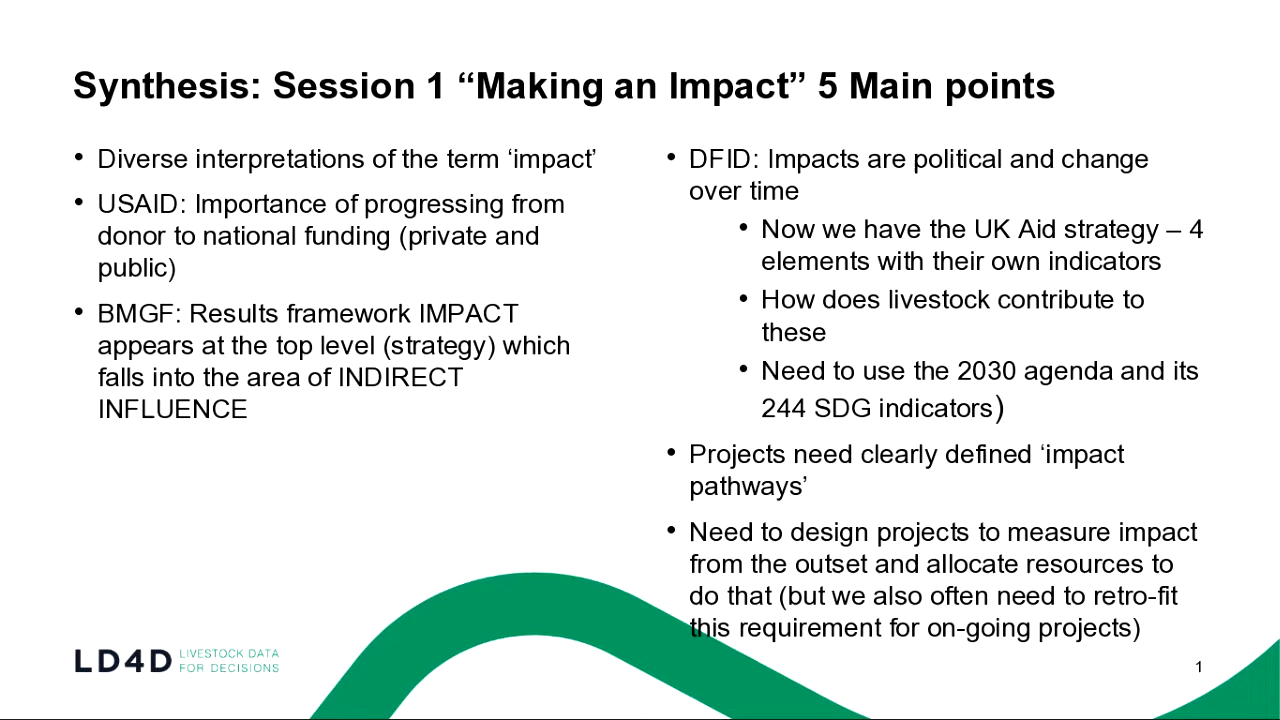 Synthesis: Session 1 “Making an Impact” 5 Main points
• Diverse interpretations of the term ‘impact’
• USAID: Importance of progressing from
donor to national funding (private and
public)
• BMGF: Results framework IMPACT
appears at the top level (strategy) which
falls into the area of INDIRECT
INFLUENCE
• DFID: Impacts are political and change
over time
• Now we have the UK Aid strategy – 4
elements with their own indicators
• How does livestock contribute to
these
• Need to use the 2030 agenda and its
244 SDG indicators)
• Projects need clearly defined ‘impact
pathways’
• Need to design projects to measure impact
from the outset and allocate resources to
do that (but we also often need to retro-fit
this requirement for on-going projects)
LD4D LIVESTOCK DATA
FOR DECISIONS
1